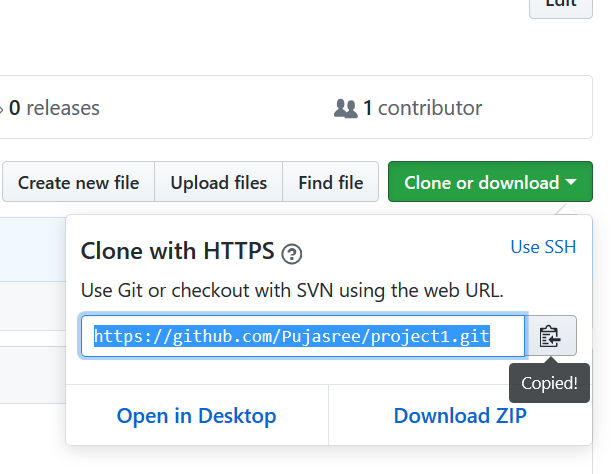 Edit
0 releases
1 contributor
Create new file
Upload files
Find file
Clone or download
Clone with HTTPS ?
Use SSH
Use Git or checkout with SVN using the web URL.
https://github.com/Pujasree/project1.git
Copied!
Open in Desktop
Download ZIP